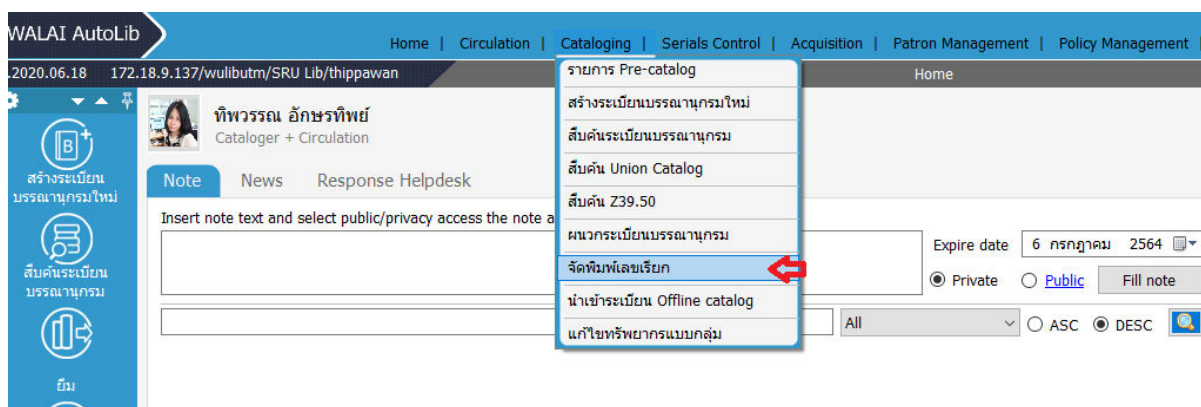 WALAI AutoLib
Home | Circulation | Cataloging | Serials Control | Acquisition | Patron Management | Policy Management |
.2020.06.18 172.18.9.137/wulibutm/SRU Lib/thippawan
Home
รายการ Pre-catalog
สร้างระเบียนบรรณานุกรมใหม่
สืบค้นระเบียนบรรณานุกรม
สืบค้น Union Catalog
สืบค้น Z39.50
ผนวกระเบียนบรรณานุกรม
จัดพิมพ์เลขเรียก
นำเข้าระเบียน Offline catalog
แก้ไขทรัพยากรแบบกลุ่ม
B
สร้างระเบียน
บรรณานุกรมใหม่
สืบค้นระเบียน
บรรณานุกรม
ยืม
ทิพวรรณ อักษรทิพย์
Cataloger + Circulation
Note News Response Helpdesk
Insert note text and select public/privacy access the note a
Expire date 6 กรกฎาคม 2564
Private Public Fill note
All ASC DESC